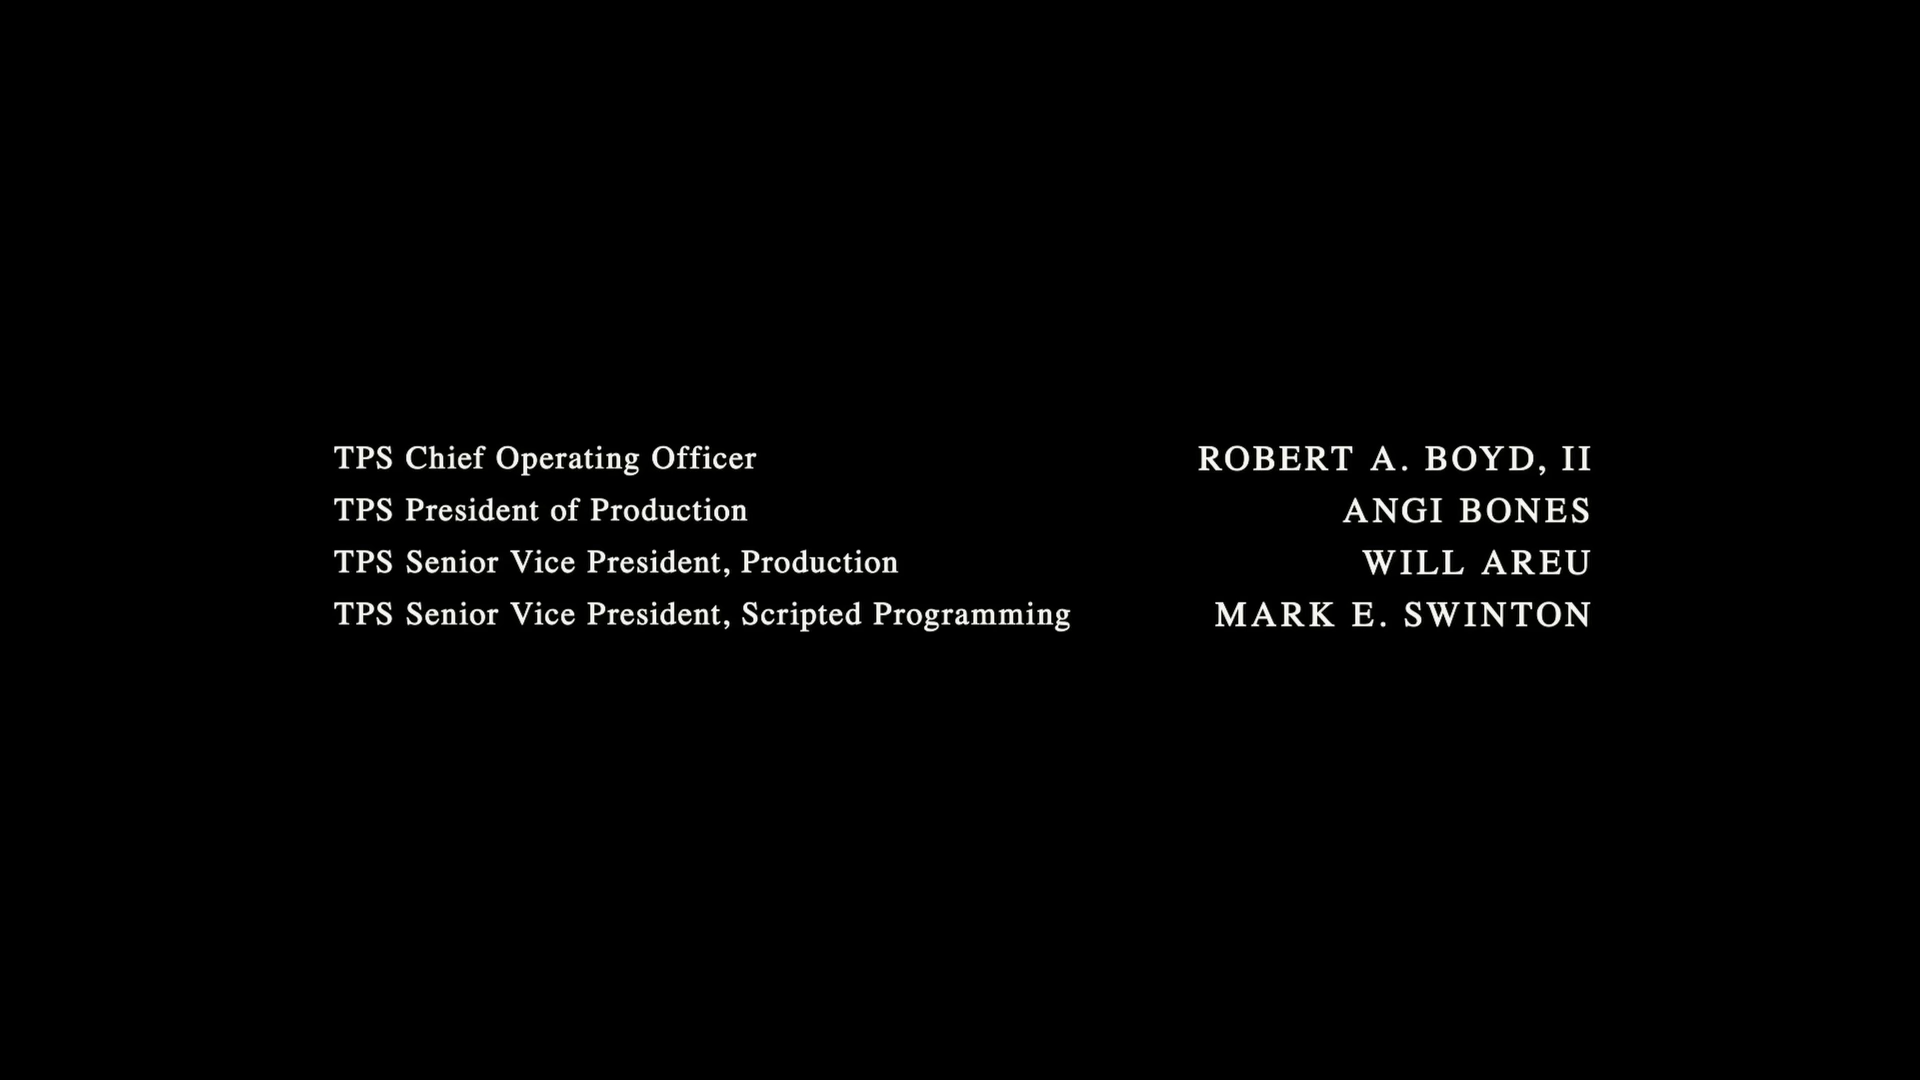 TPS Chief Operating Officer ROBERT A. BOYD, II
TPS President of Production ANGI BONES
TPS Senior Vice President, Production WILL AREU
TPS Senior Vice President, Scripted Programming MARK E. SWINTON